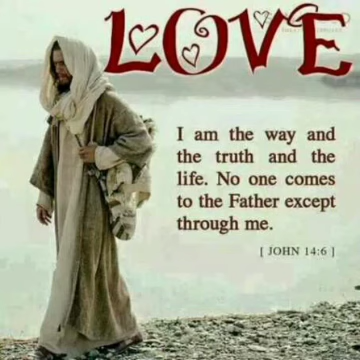 LOVE
I am the way and
the truth and the
life. No one comes
to the Father except
through me.
[ JOHN 14:6 ]